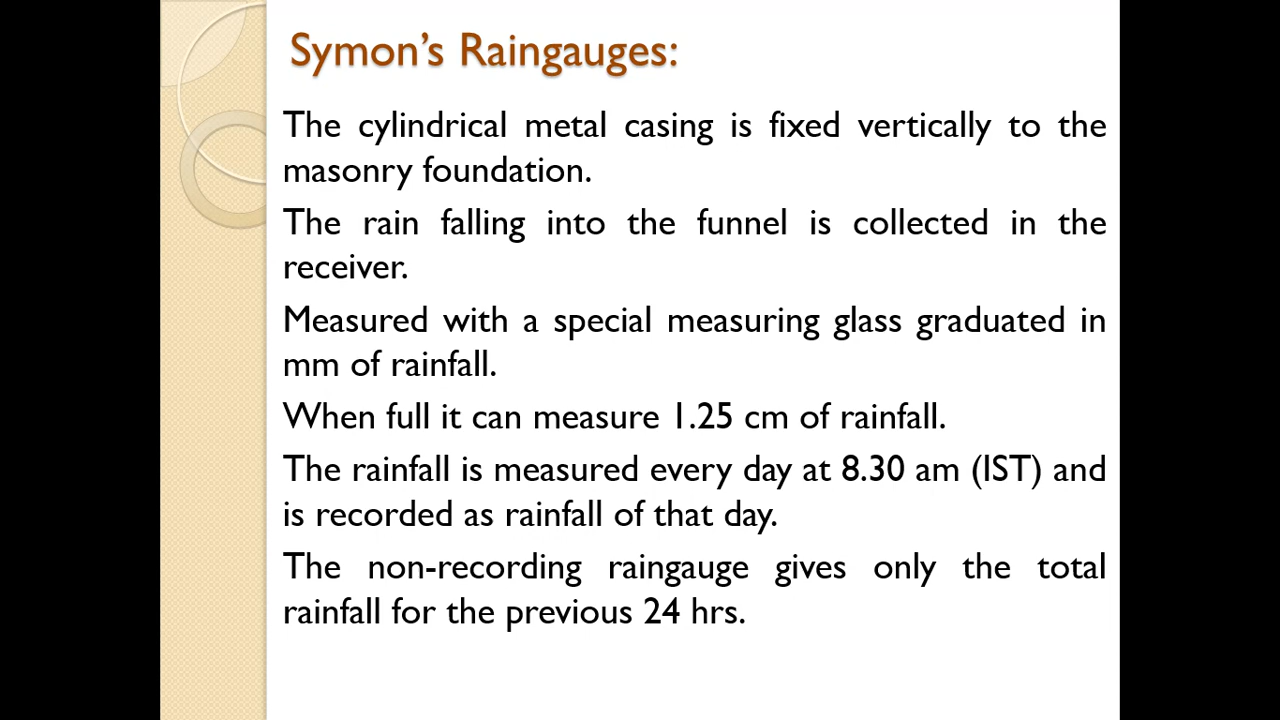 Symon's Raingauges:
The cylindrical metal casing is fixed vertically to the
masonry foundation.
The rain falling into the funnel is collected in the
receiver.
Measured with a special measuring glass graduated in
mm of rainfall.
When full it can measure 1.25 cm of rainfall.
The rainfall is measured every day at 8.30 am (IST) and
is recorded as rainfall of that day.
The non-recording raingauge gives only the total
rainfall for the previous 24 hrs.